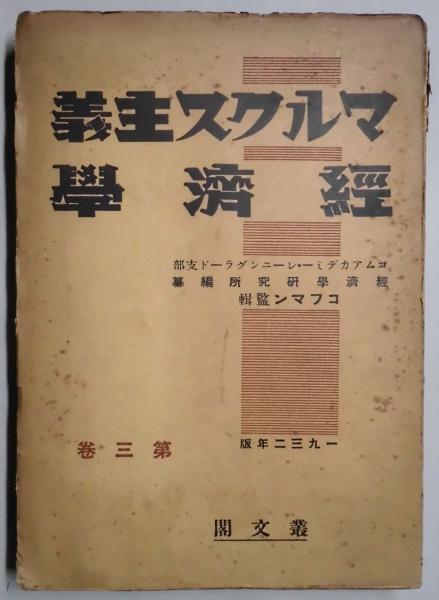 マルクス主義
經濟學
コムアカデミー・レーニングラード支部
經濟學研究所編纂
コフマン監輯
一九三二年版
第三卷
叢文閣